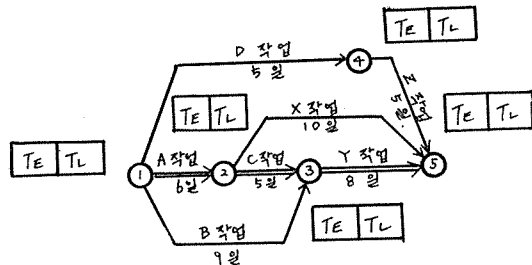 TE TL
D 작업
5일
④
TE TL
Z 작업
5일.
TE TL
X 작업
10일
TE TL
TE TL
①
A 작업
6일
②
C 작업
5일
③
Y 작업
8일
⑤
B 작업
9일
TE TL